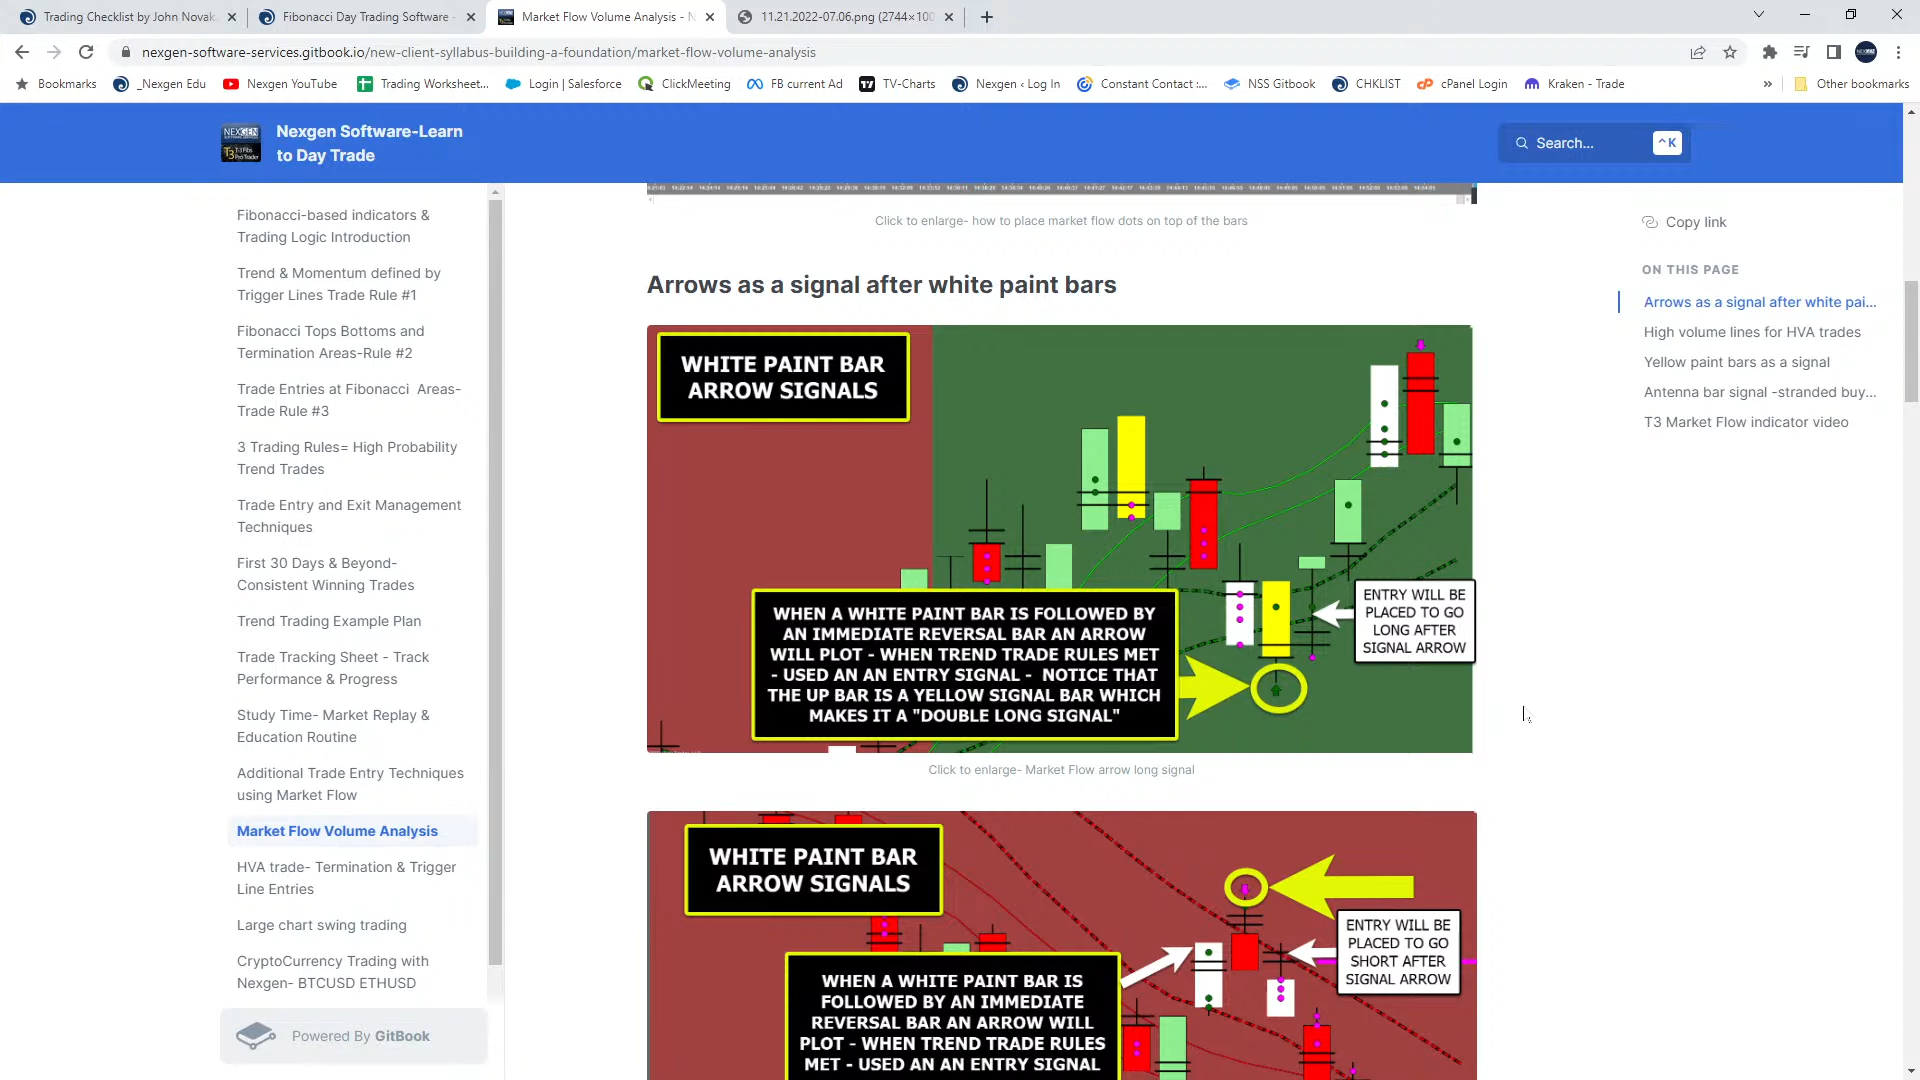 Trading Checklist by John Novak
Fibonacci Day Trading Software -
Market Flow Volume Analysis - N
11.21.2022-07.06.png (2744×100
nexgen-software-services.gitbook.io/new-client-syllabus-building-a-foundation/market-flow-volume-analysis
Bookmarks
_Nexgen Edu
Nexgen YouTube
Trading Worksheet...
Login | Salesforce
ClickMeeting
FB current Ad
TV-Charts
Nexgen ‹ Log In
Constant Contact :...
NSS Gitbook
CHKLIST
cPanel Login
Kraken - Trade
»
Other bookmarks
NEXGEN
Nexgen Software-Learn
to Day Trade
Search...
^ K
Fibonacci-based indicators &
Trading Logic Introduction
Trend & Momentum defined by
Trigger Lines Trade Rule #1
Fibonacci Tops Bottoms and
Termination Areas-Rule #2
Trade Entries at Fibonacci Areas-
Trade Rule #3
3 Trading Rules= High Probability
Trend Trades
Trade Entry and Exit Management
Techniques
First 30 Days & Beyond-
Consistent Winning Trades
Trend Trading Example Plan
Trade Tracking Sheet - Track
Performance & Progress
Study Time- Market Replay &
Education Routine
Additional Trade Entry Techniques
using Market Flow
Market Flow Volume Analysis
HVA trade- Termination & Trigger
Line Entries
Large chart swing trading
CryptoCurrency Trading with
Nexgen- BTCUSD ETHUSD
Powered By GitBook
Click to enlarge- how to place market flow dots on top of the bars
Arrows as a signal after white paint bars
WHITE PAINT BAR
ARROW SIGNALS
WHEN A WHITE PAINT BAR IS FOLLOWED BY
AN IMMEDIATE REVERSAL BAR AN ARROW
WILL PLOT - WHEN TREND TRADE RULES MET
- USED AN AN ENTRY SIGNAL - NOTICE THAT
THE UP BAR IS A YELLOW SIGNAL BAR WHICH
MAKES IT A "DOUBLE LONG SIGNAL"
ENTRY WILL BE
PLACED TO GO
LONG AFTER
SIGNAL ARROW
Click to enlarge- Market Flow arrow long signal
WHITE PAINT BAR
ARROW SIGNALS
WHEN A WHITE PAINT BAR IS
FOLLOWED BY AN IMMEDIATE
REVERSAL BAR AN ARROW WILL
PLOT - WHEN TREND TRADE RULES
MET - USED AN AN ENTRY SIGNAL
ENTRY WILL BE
PLACED TO GO
SHORT AFTER
SIGNAL ARROW
Copy link
ON THIS PAGE
Arrows as a signal after white pai...
High volume lines for HVA trades
Yellow paint bars as a signal
Antenna bar signal -stranded buy...
T3 Market Flow indicator video